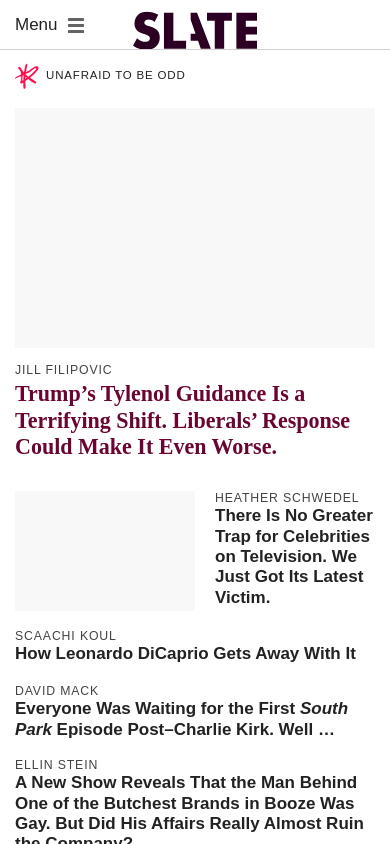 Menu
SLATE
UNAFRAID TO BE ODD
JILL FILIPOVIC
Trump’s Tylenol Guidance Is a
Terrifying Shift. Liberals’ Response
Could Make It Even Worse.
HEATHER SCHWEDEL
There Is No Greater
Trap for Celebrities
on Television. We
Just Got Its Latest
Victim.
SCAACHI KOUL
How Leonardo DiCaprio Gets Away With It
DAVID MACK
Everyone Was Waiting for the First South
Park Episode Post–Charlie Kirk. Well …
ELLIN STEIN
A New Show Reveals That the Man Behind
One of the Butchest Brands in Booze Was
Gay. But Did His Affairs Really Almost Ruin
the Company?